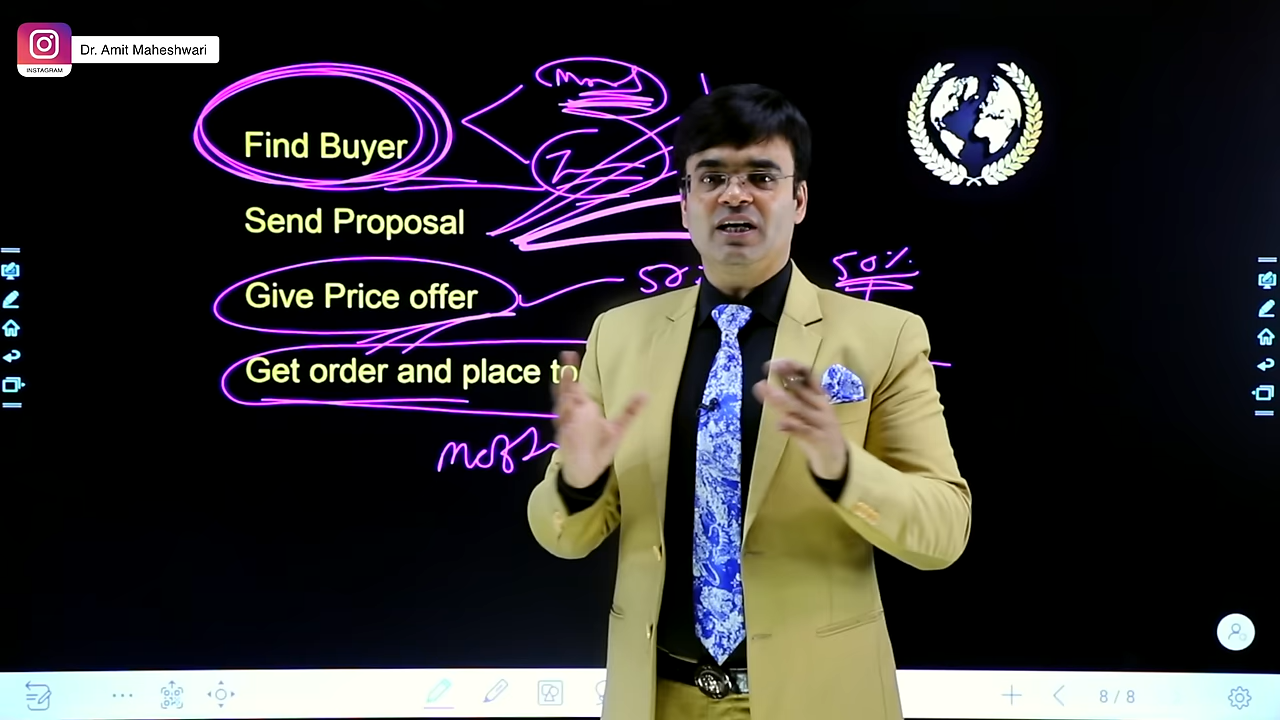 Dr. Amit Maheshwari
INSTAGRAM
Find Buyer
Send Proposal
Give Price offer
50%
Get order and place to
8 / 8